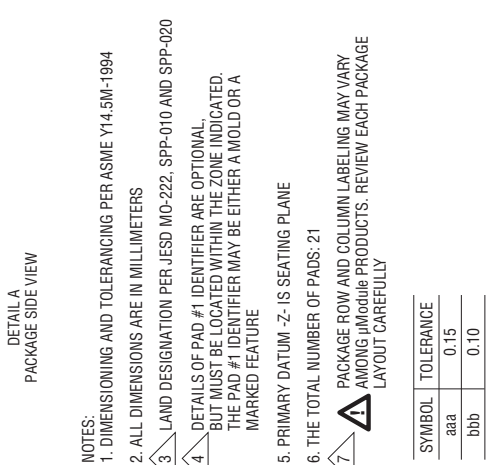 DETAIL A
PACKAGE SIDE VIEW
NOTES:
1. DIMENSIONING AND TOLERANCING PER ASME Y14.5M-1994
2. ALL DIMENSIONS ARE IN MILLIMETERS
3 LAND DESIGNATION PER JESD MO-222, SPP-010 AND SPP-020
4 DETAILS OF PAD #1 IDENTIFIER ARE OPTIONAL,
BUT MUST BE LOCATED WITHIN THE ZONE INDICATED.
THE PAD #1 IDENTIFIER MAY BE EITHER A MOLD OR A
MARKED FEATURE
5. PRIMARY DATUM -Z- IS SEATING PLANE
6. THE TOTAL NUMBER OF PADS: 21
7 ! PACKAGE ROW AND COLUMN LABELING MAY VARY
AMONG µModule PRODUCTS. REVIEW EACH PACKAGE
LAYOUT CAREFULLY
SYMBOL TOLERANCE
aaa 0.15
bbb 0.10